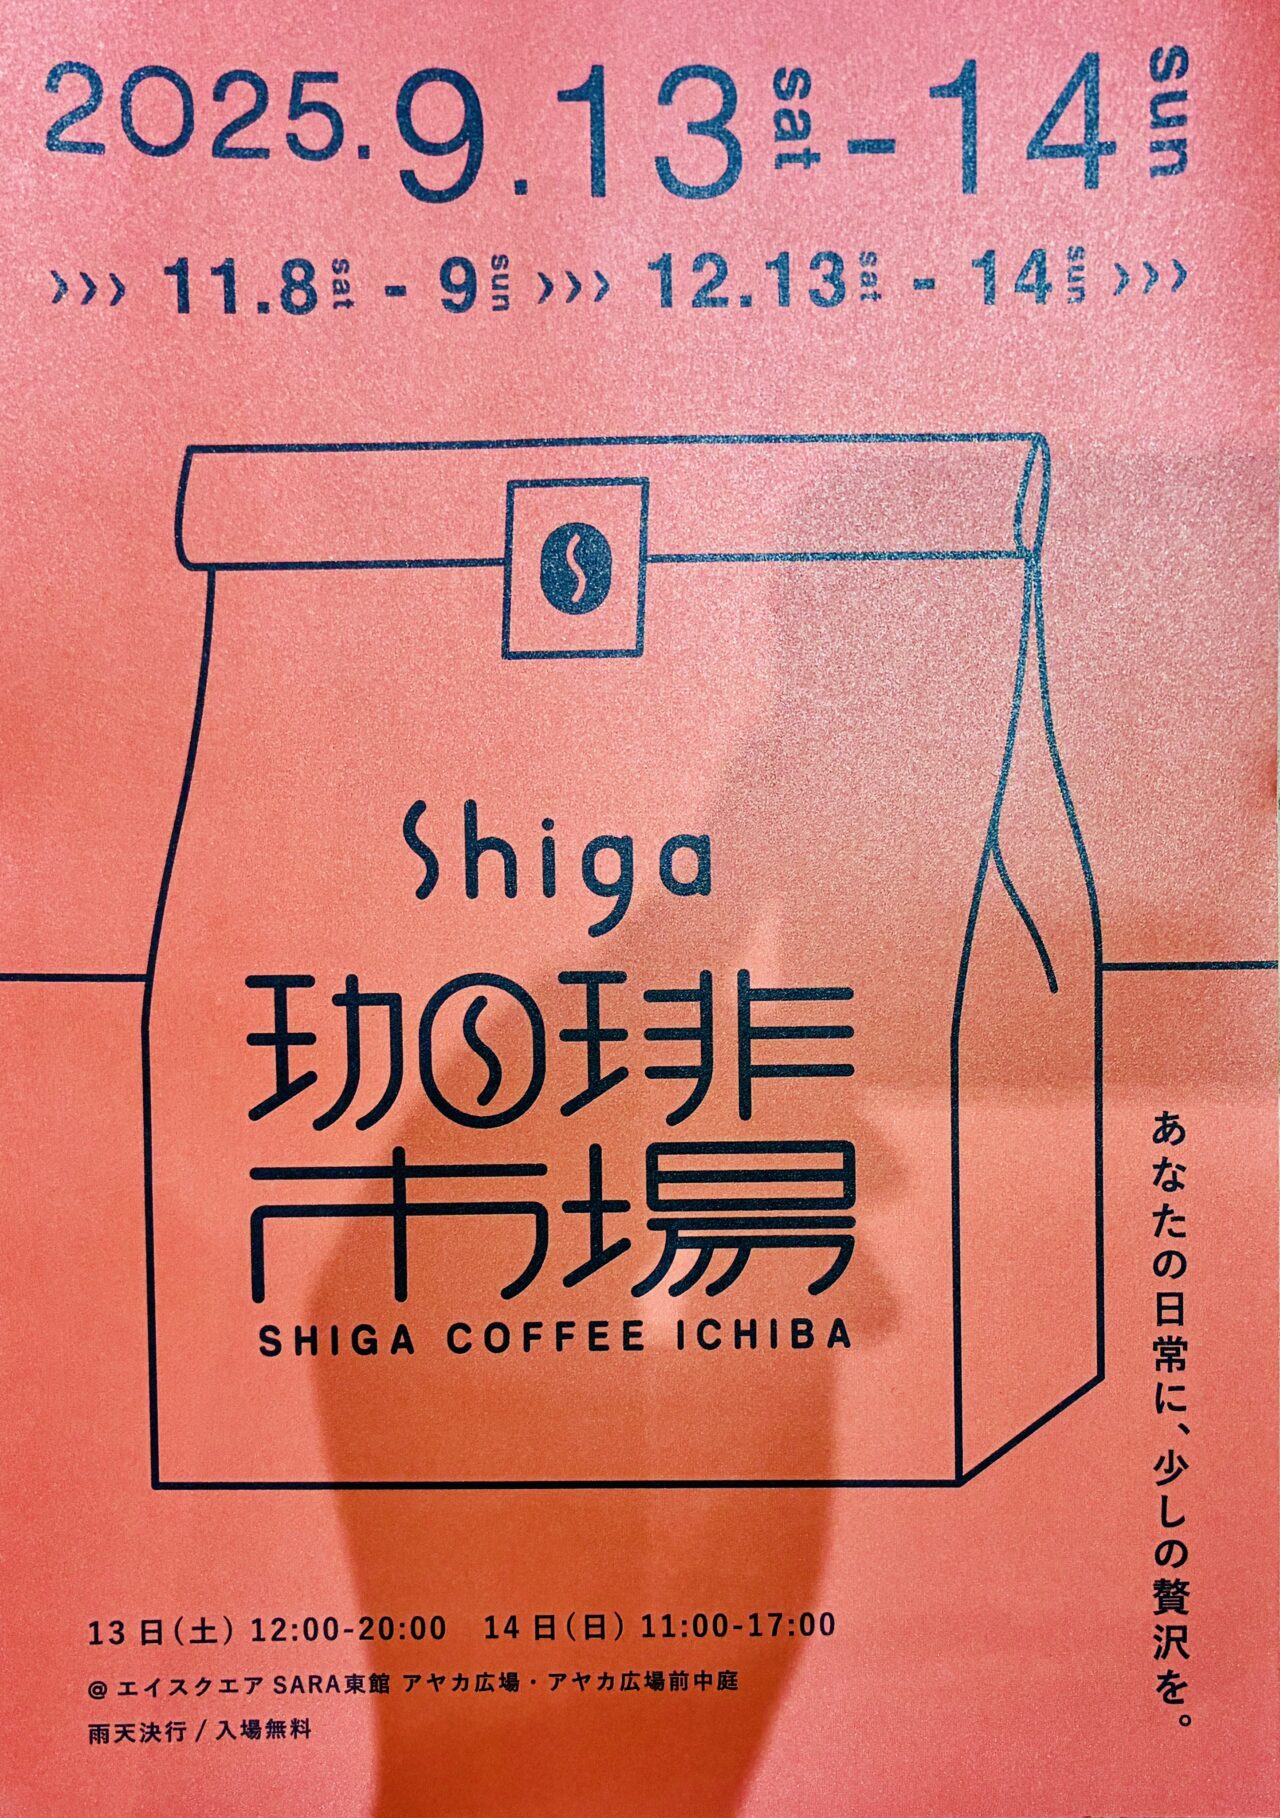 2025.9.13 sat - 14 sun
>>> 11.8 sat - 9 sun >>> 12.13 sat - 14 sun >>>
Shiga
珈琲
市場
SHIGA COFFEE ICHIBA
あなたの日常に、少しの贅沢を。
13日(土) 12:00-20:00 14日(日) 11:00-17:00
@ エイスクエア SARA東館 アヤカ広場・アヤカ広場前中庭
雨天決行 / 入場無料